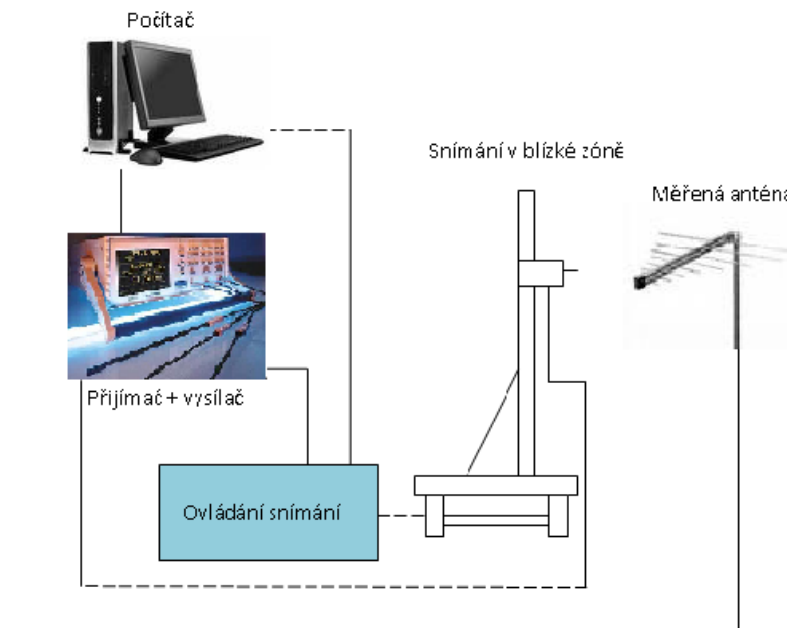 Počítač
Snímání v blízké zóně
Měřená anténa
Přijímač + vysílač
Ovládání snímání